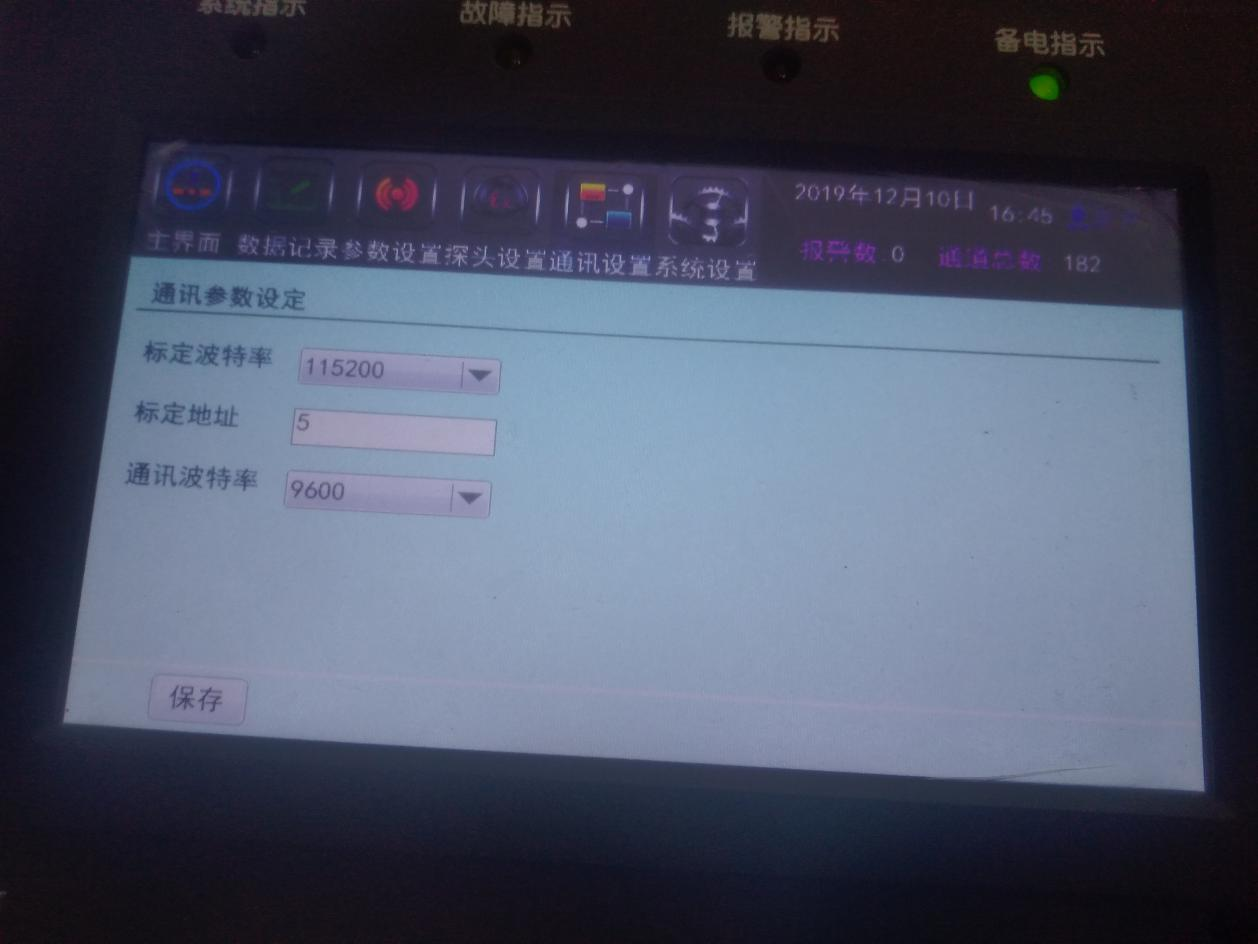 系统指示 故障指示 报警指示 备电指示
2019年12月10日 16:45
主界面 数据记录 参数设置 探头设置 通讯设置 系统设置 报警数 0 通道总数 182
通讯参数设定
标定波特率 115200
标定地址 5
通讯波特率 9600
保存